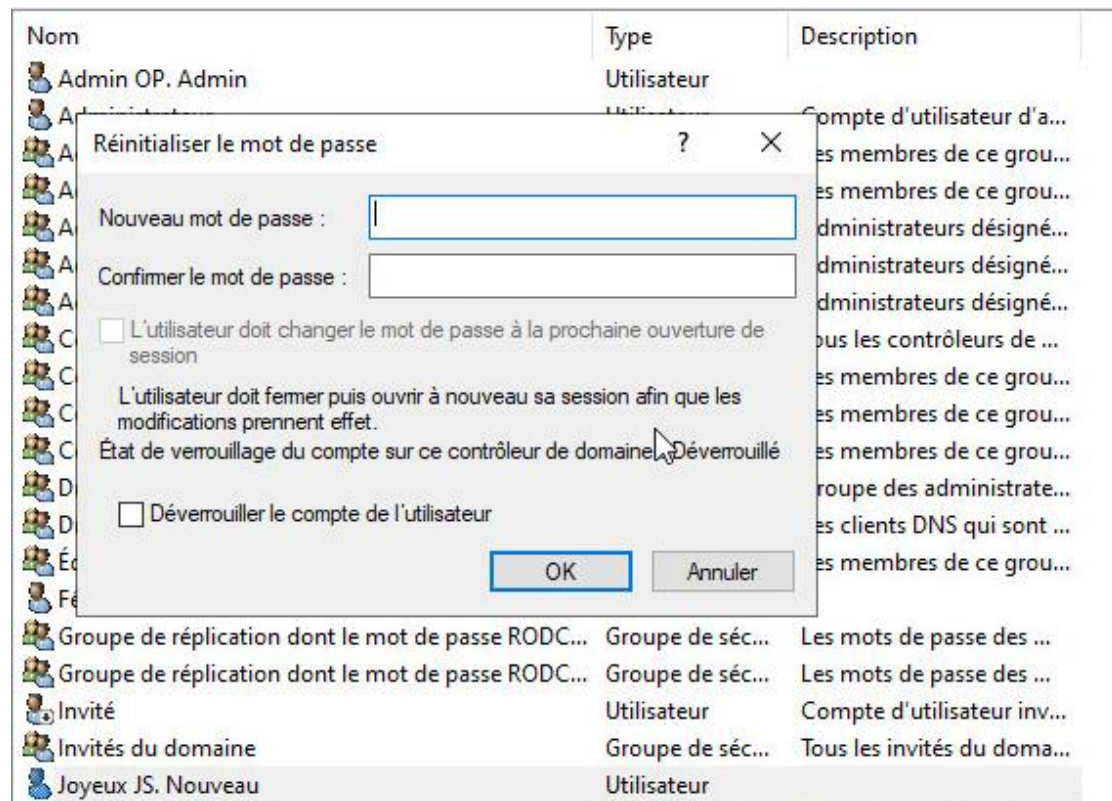 Nom Type Description
Admin OP. Admin Utilisateur
Compte d'utilisateur d'a...
Réinitialiser le mot de passe ? es membres de ce grou...
es membres de ce grou...
Nouveau mot de passe : dministrateurs désigné...
dministrateurs désigné...
Confirmer le mot de passe : dministrateurs désigné...
L'utilisateur doit changer le mot de passe à la prochaine ouverture de ous les contrôleurs de ...
session
es membres de ce grou...
L'utilisateur doit fermer puis ouvrir à nouveau sa session afin que les
modifications prennent effet. es membres de ce grou...
État de verrouillage du compte sur ce contrôleur de domaine Déverrouillé es membres de ce grou...
roupe des administrate...
Déverrouiller le compte de l'utilisateur es clients DNS qui sont ...
OK Annuler es membres de ce grou...
Groupe de réplication dont le mot de passe RODC... Groupe de séc... Les mots de passe des ...
Groupe de réplication dont le mot de passe RODC... Groupe de séc... Les mots de passe des ...
Invité Utilisateur Compte d'utilisateur inv...
Invités du domaine Groupe de séc... Tous les invités du doma...
Joyeux JS. Nouveau Utilisateur